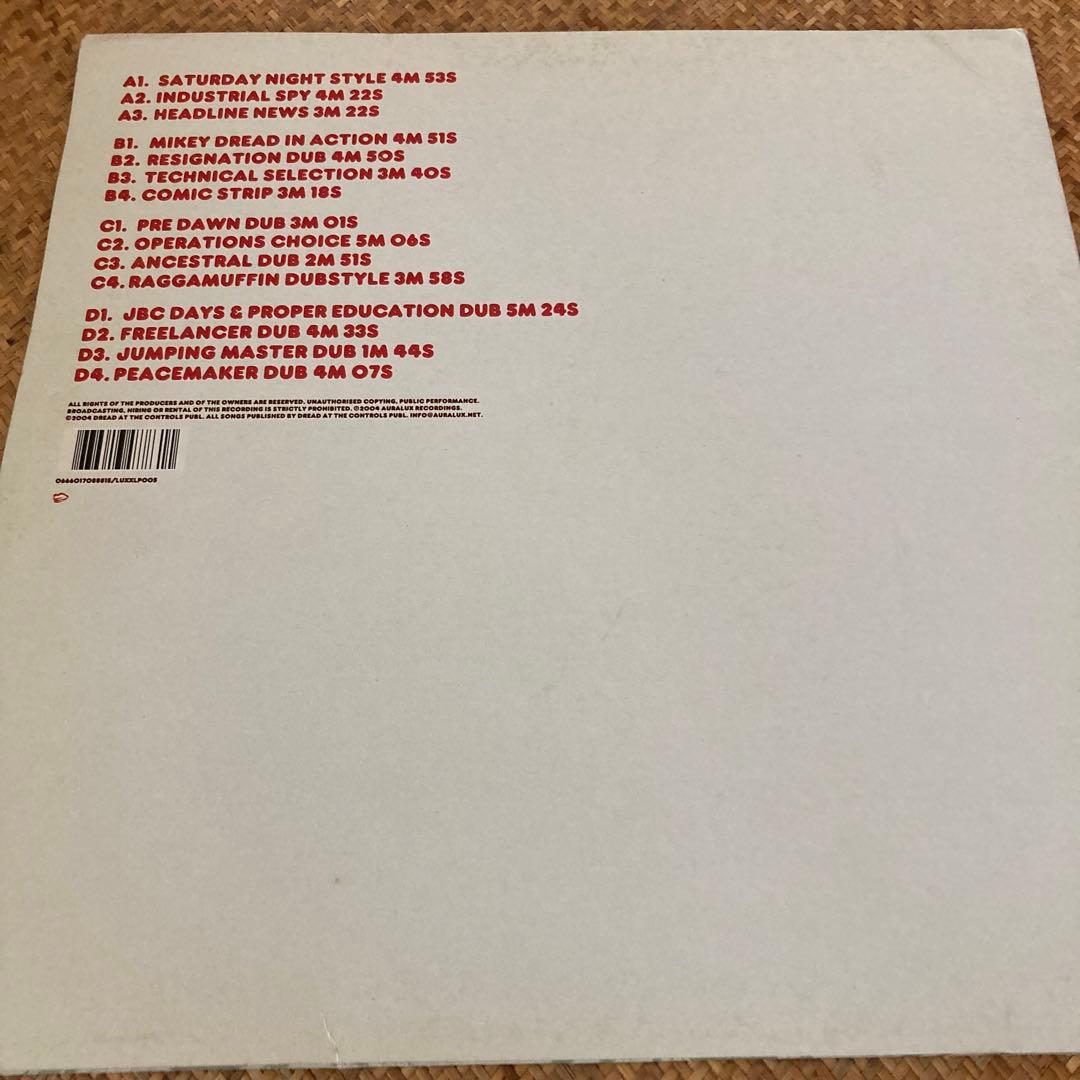 A1. SATURDAY NIGHT STYLE 4M 53S
A2. INDUSTRIAL SPY 4M 22S
A3. HEADLINE NEWS 3M 22S
B1. MIKEY DREAD IN ACTION 4M 51S
B2. RESIGNATION DUB 4M 50S
B3. TECHNICAL SELECTION 3M 40S
B4. COMIC STRIP 3M 18S
C1. PRE DAWN DUB 3M 01S
C2. OPERATIONS CHOICE 5M 06S
C3. ANCESTRAL DUB 2M 51S
C4. RAGGAMUFFIN DUBSTYLE 3M 58S
D1. JBC DAYS & PROPER EDUCATION DUB 5M 24S
D2. FREELANCER DUB 4M 33S
D3. JUMPING MASTER DUB 1M 44S
D4. PEACEMAKER DUB 4M 07S
ALL RIGHTS OF THE PRODUCERS AND OF THE OWNERS ARE RESERVED. UNAUTHORISED COPYING, PUBLIC PERFORMANCE.
BROADCASTING, HIRING OR RENTAL OF THIS RECORDING IS STRICTLY PROHIBITED. ℗2004 AURALUX RECORDINGS.
©2004 DREAD AT THE CONTROLS PUBL. ALL SONGS PUBLISHED BY DREAD AT THE CONTROLS PUBL. INFO@AURALUX.NET.
0666017088815/LUXXLP005